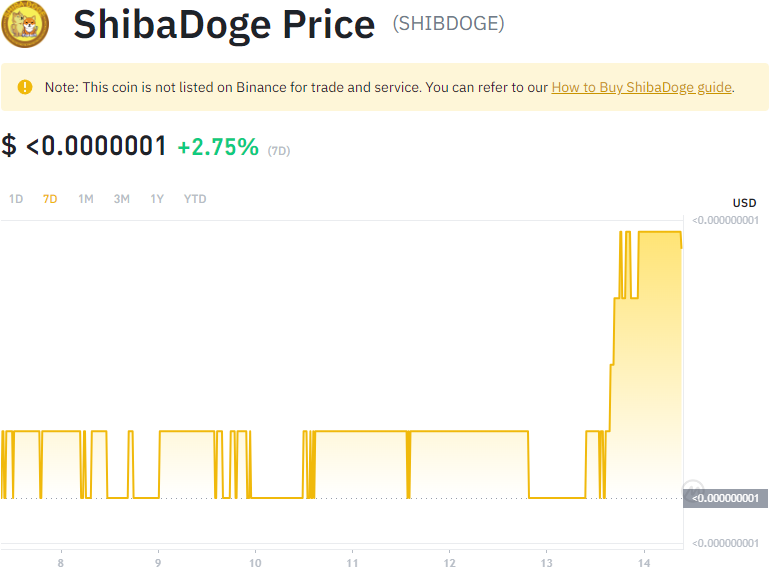 ShibaDoge Price (SHIBDOGE)
Note: This coin is not listed on Binance for trade and service. You can refer to our How to Buy ShibaDoge guide.
$ <0.0000001 +2.75% (7D)
1D 7D 1M 3M 1Y YTD
USD
<0.000000001
<0.000000001
<0.000000001
8 9 10 11 12 13 14